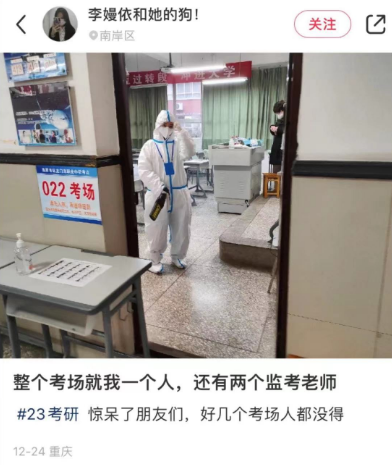 李嫚依和她的狗！
南岸区
关注
过转段
大学
022 考场
整个考场就我一个人，还有两个监考老师
#23考研 惊呆了朋友们，好几个考场人都没得
12-24 重庆